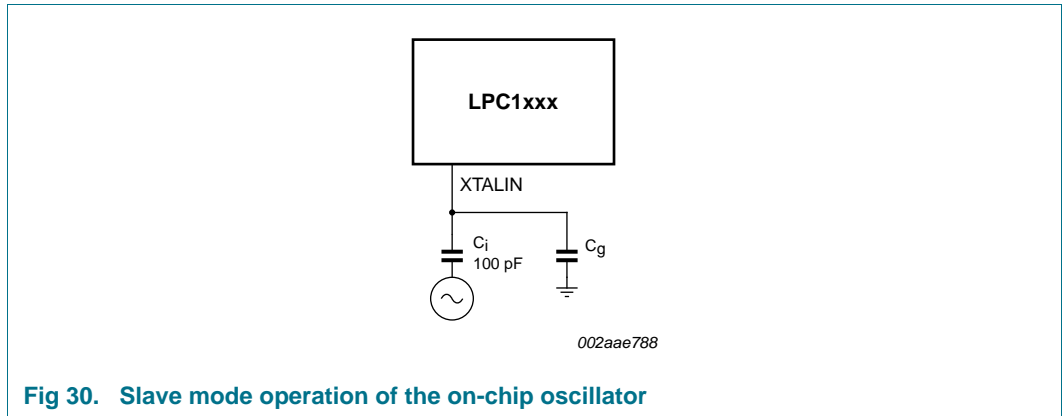 LPC1xxx
XTALIN
Ci
100 pF
Cg
002aae788
Fig 30. Slave mode operation of the on-chip oscillator